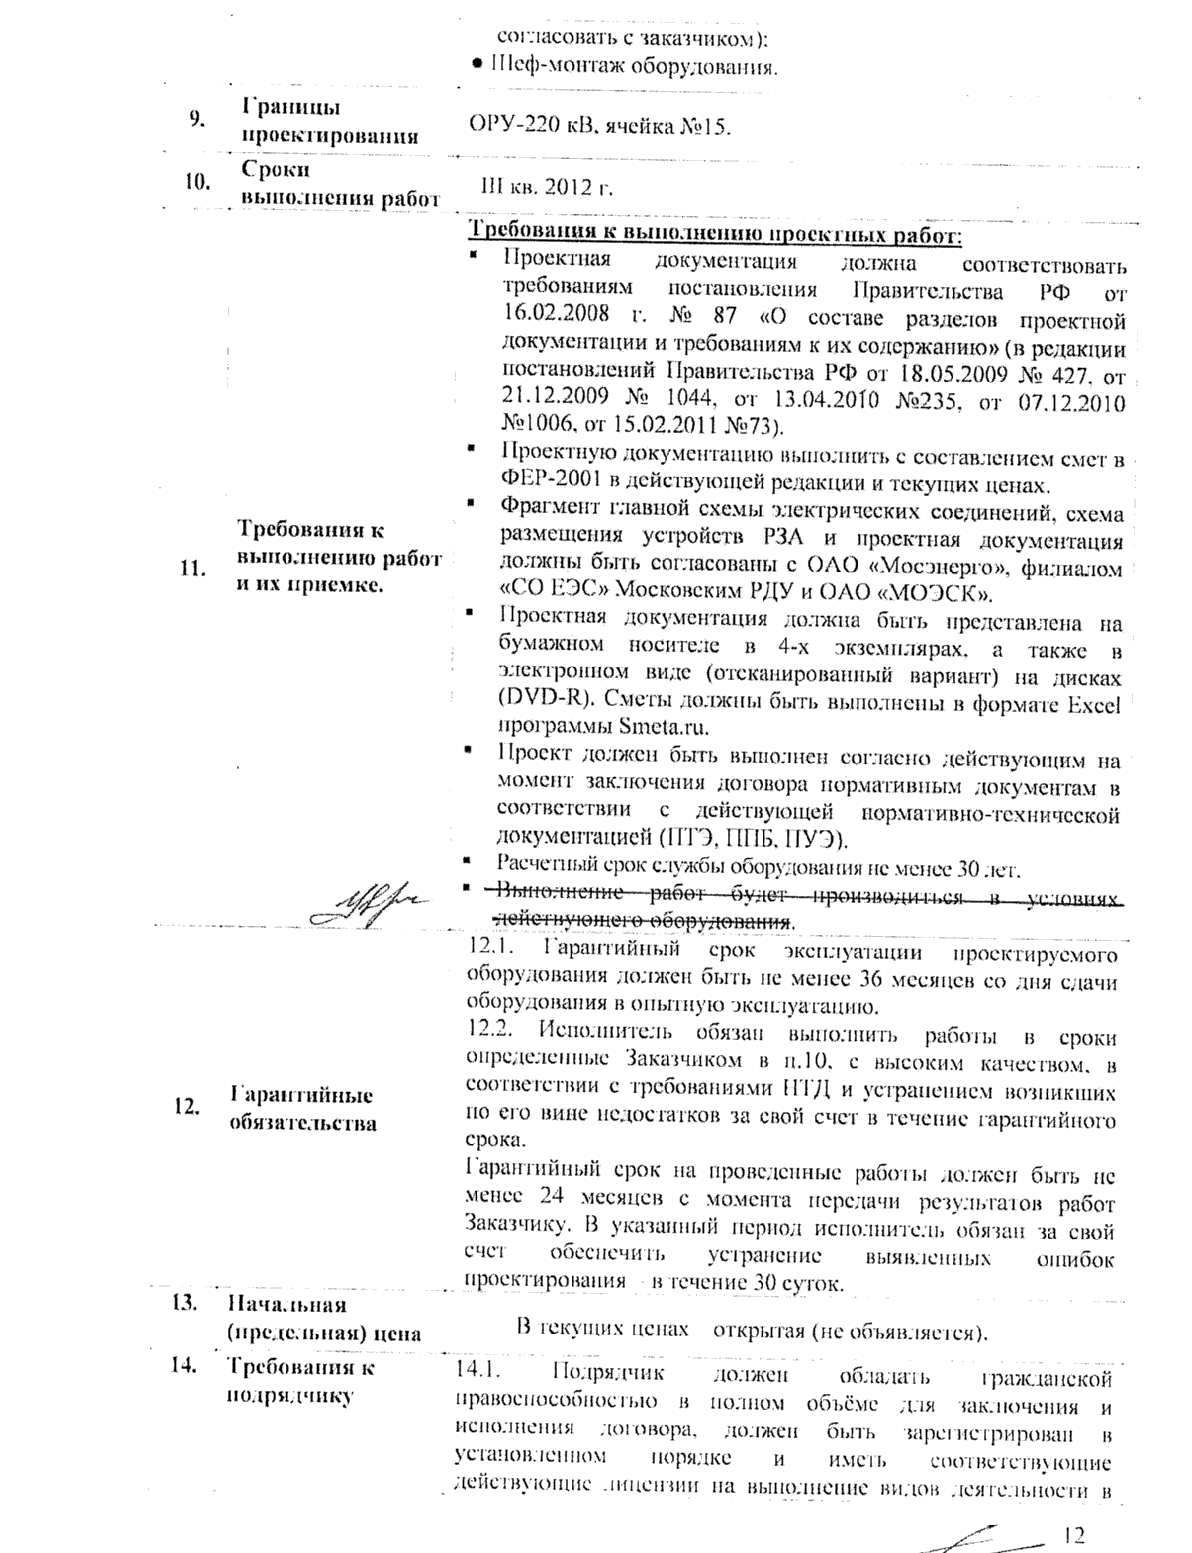 согласовать с заказчиком);
● Шеф-монтаж оборудования.
9. Границы проектирования
ОРУ-220 кВ, ячейка №15.
10. Сроки выполнения работ
III кв. 2012 г.
11. Требования к выполнению работ и их приемке.
Требования к выполнению проектных работ:
▪ Проектная документация должна соответствовать
требованиям постановления Правительства РФ от
16.02.2008 г. № 87 «О составе разделов проектной
документации и требованиям к их содержанию» (в редакции
постановлений Правительства РФ от 18.05.2009 № 427, от
21.12.2009 № 1044, от 13.04.2010 №235, от 07.12.2010
№1006, от 15.02.2011 №73).
▪ Проектную документацию выполнить с составлением смет в
ФЕР-2001 в действующей редакции и текущих ценах.
▪ Фрагмент главной схемы электрических соединений, схема
размещения устройств РЗА и проектная документация
должны быть согласованы с ОАО «Мосэнерго», филиалом
«СО ЕЭС» Московским РДУ и ОАО «МОЭСК».
▪ Проектная документация должна быть представлена на
бумажном носителе в 4-х экземплярах, а также в
электронном виде (отсканированный вариант) на дисках
(DVD-R). Сметы должны быть выполнены в формате Excel
программы Smeta.ru.
▪ Проект должен быть выполнен согласно действующим на
момент заключения договора нормативным документам в
соответствии с действующей нормативно-технической
документацией (ПТЭ, ППБ, ПУЭ).
▪ Расчетный срок службы оборудования не менее 30 лет.
▪ Выполнение работ будет производиться в условиях
действующего оборудования.
12. Гарантийные обязательства
12.1. Гарантийный срок эксплуатации проектируемого
оборудования должен быть не менее 36 месяцев со дня сдачи
оборудования в опытную эксплуатацию.
12.2. Исполнитель обязан выполнить работы в сроки
определенные Заказчиком в п.10, с высоким качеством, в
соответствии с требованиями НТД и устранением возникших
по его вине недостатков за свой счет в течение гарантийного
срока.
Гарантийный срок на проведенные работы должен быть не
менее 24 месяцев с момента передачи результатов работ
Заказчику. В указанный период исполнитель обязан за свой
счет обеспечить устранение выявленных ошибок
проектирования в течение 30 суток.
13. Начальная (предельная) цена
В текущих ценах открытая (не объявляется).
14. Требования к подрядчику
14.1. Подрядчик должен обладать гражданской
правоспособностью в полном объёме для заключения и
исполнения договора, должен быть зарегистрирован в
установленном порядке и иметь соответствующие
действующие лицензии на выполнение видов деятельности в
12